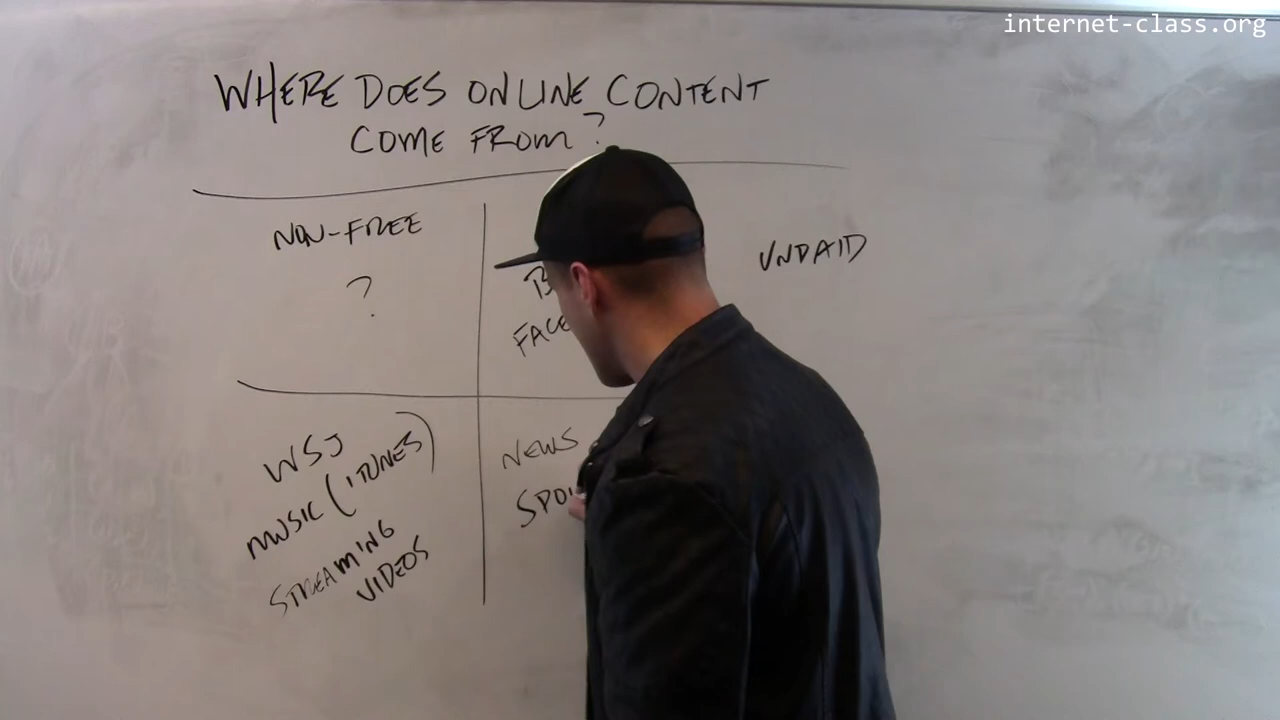 internet-class.org
WHERE DOES ONLINE CONTENT
COME FROM?
NON-FREE
?
UNPAID
NEWS
WSJ
MUSIC (ITUNES)
STREAMING
VIDEOS